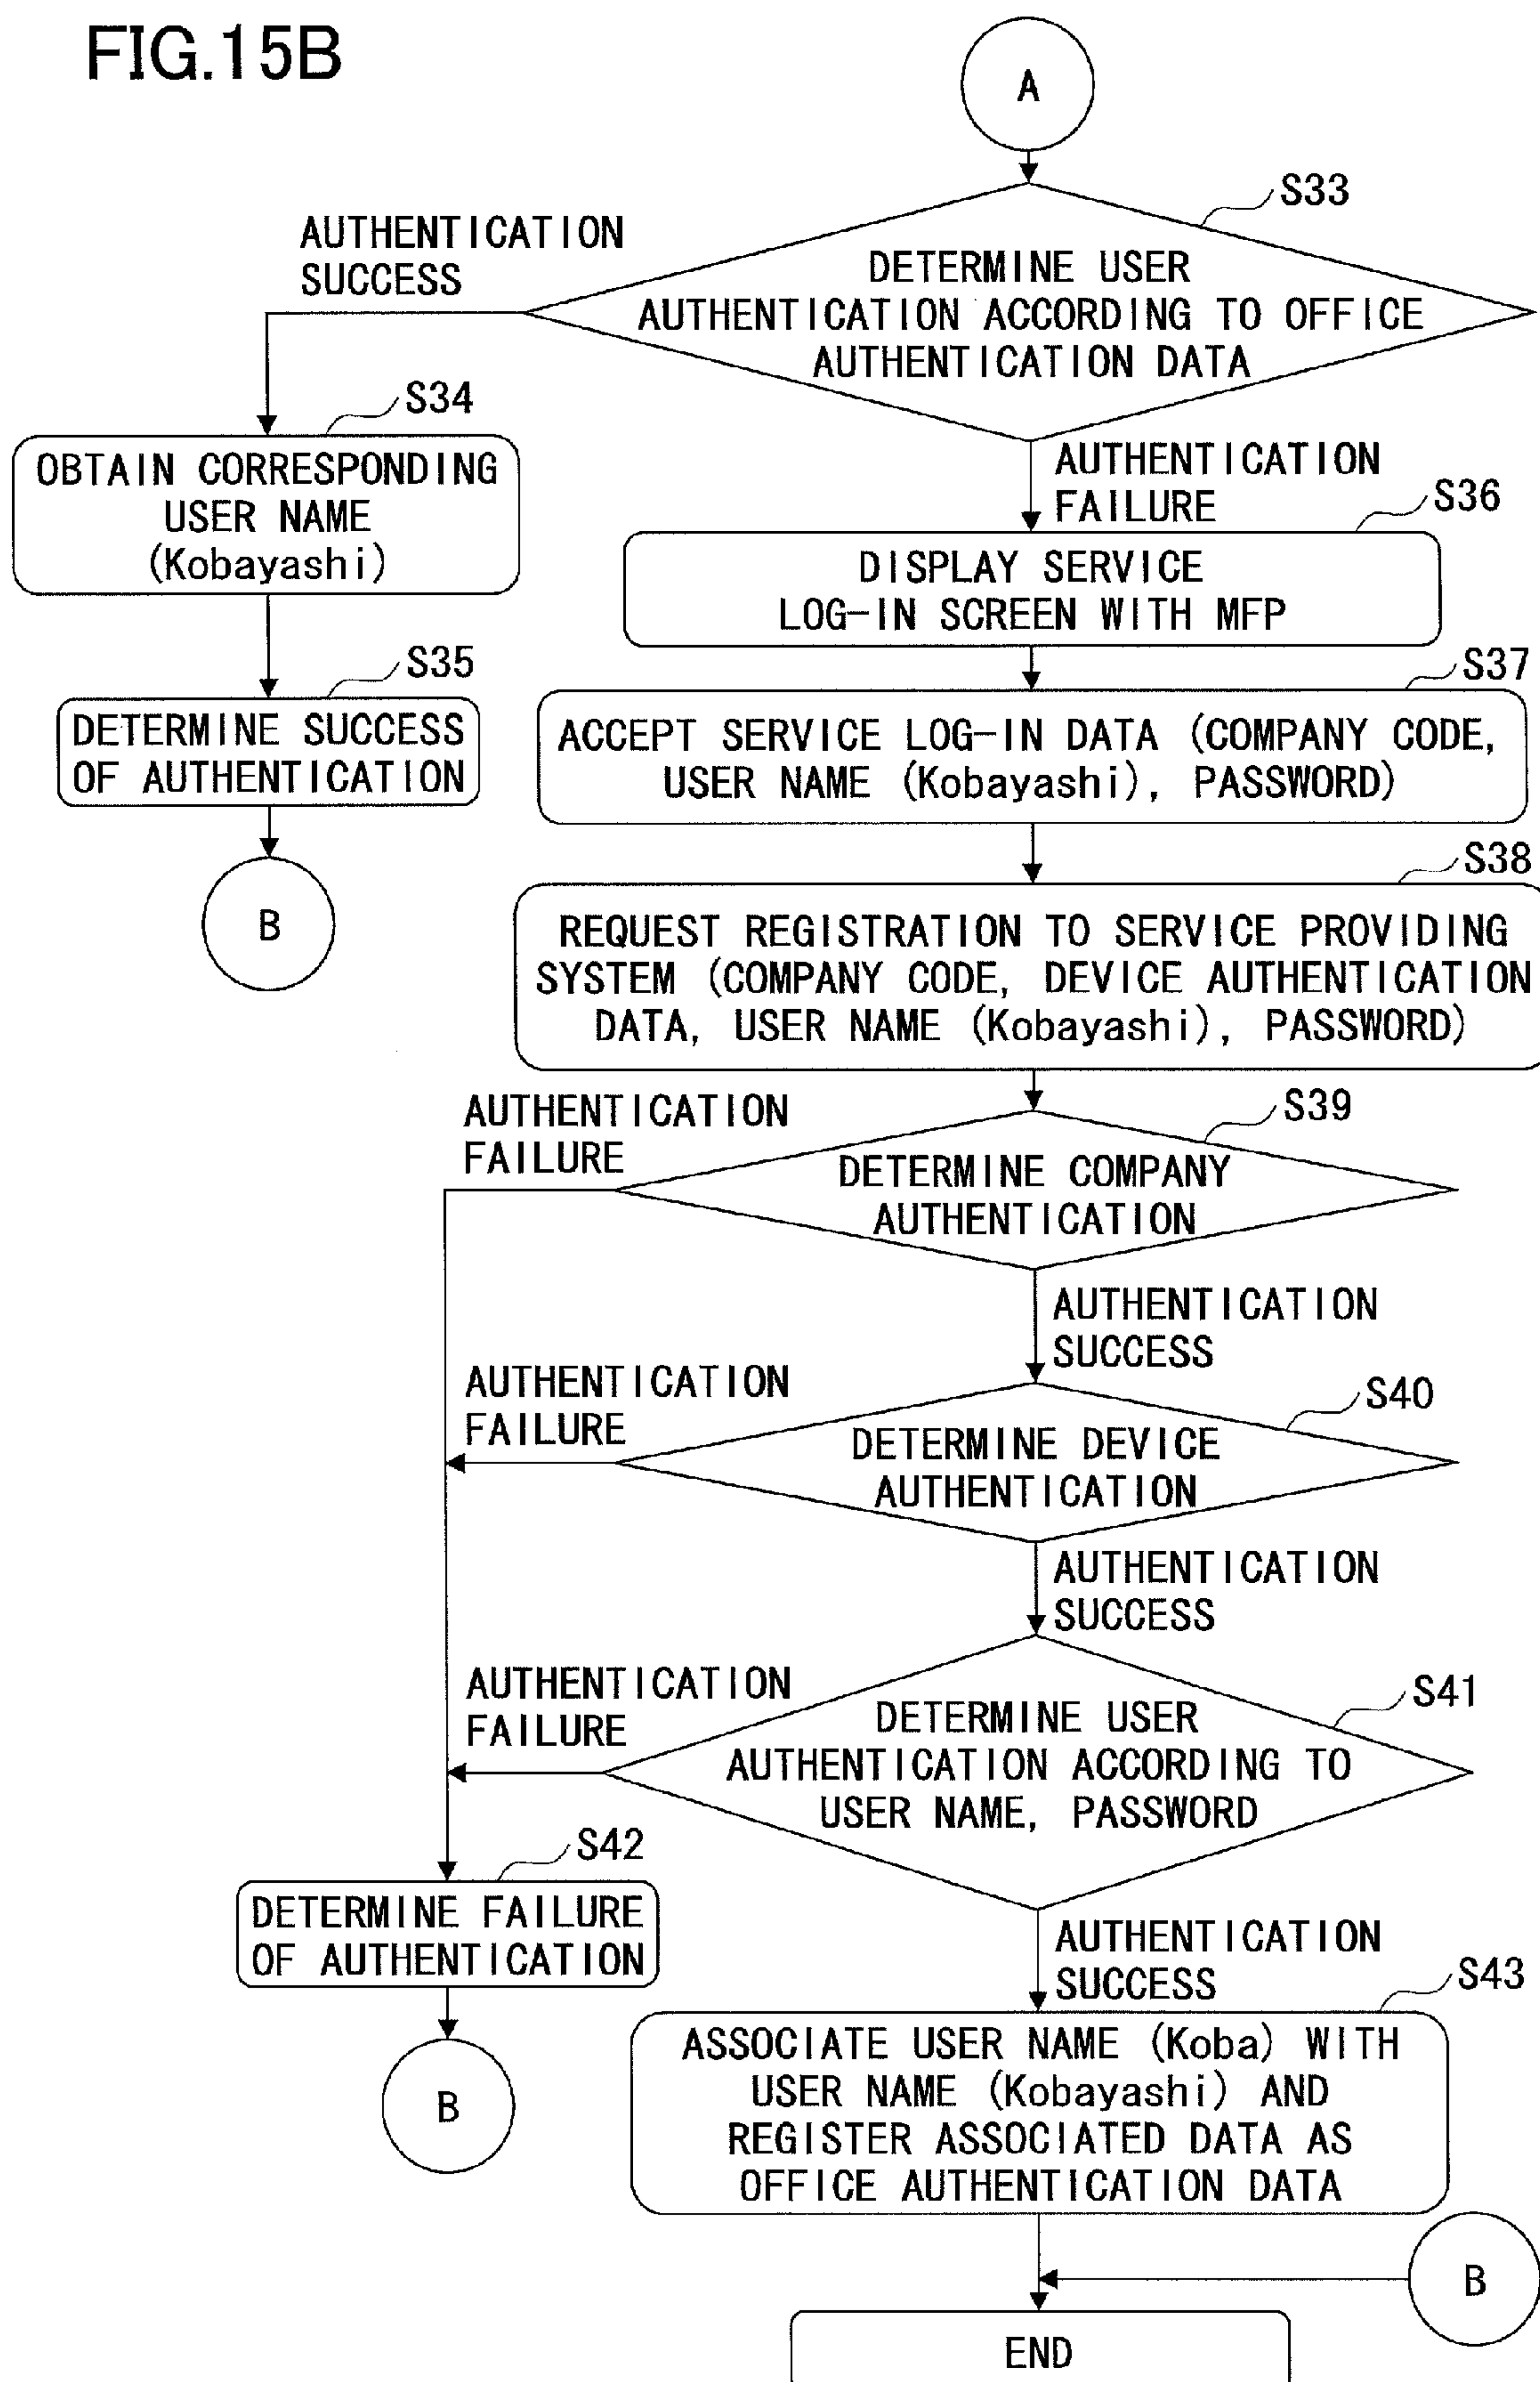 FIG.15B
A
S33
DETERMINE USER
AUTHENTICATION ACCORDING TO OFFICE
AUTHENTICATION DATA
AUTHENTICATION
SUCCESS
S34
OBTAIN CORRESPONDING
USER NAME
(Kobayashi)
S35
DETERMINE SUCCESS
OF AUTHENTICATION
B
AUTHENTICATION
FAILURE
S36
DISPLAY SERVICE
LOG-IN SCREEN WITH MFP
S37
ACCEPT SERVICE LOG-IN DATA (COMPANY CODE,
USER NAME (Kobayashi), PASSWORD)
S38
REQUEST REGISTRATION TO SERVICE PROVIDING
SYSTEM (COMPANY CODE, DEVICE AUTHENTICATION
DATA, USER NAME (Kobayashi), PASSWORD)
AUTHENTICATION
FAILURE
S39
DETERMINE COMPANY
AUTHENTICATION
AUTHENTICATION
SUCCESS
AUTHENTICATION
FAILURE
S40
DETERMINE DEVICE
AUTHENTICATION
AUTHENTICATION
SUCCESS
AUTHENTICATION
FAILURE
S41
DETERMINE USER
AUTHENTICATION ACCORDING TO
USER NAME, PASSWORD
S42
DETERMINE FAILURE
OF AUTHENTICATION
B
AUTHENTICATION
SUCCESS
S43
ASSOCIATE USER NAME (Koba) WITH
USER NAME (Kobayashi) AND
REGISTER ASSOCIATED DATA AS
OFFICE AUTHENTICATION DATA
B
END